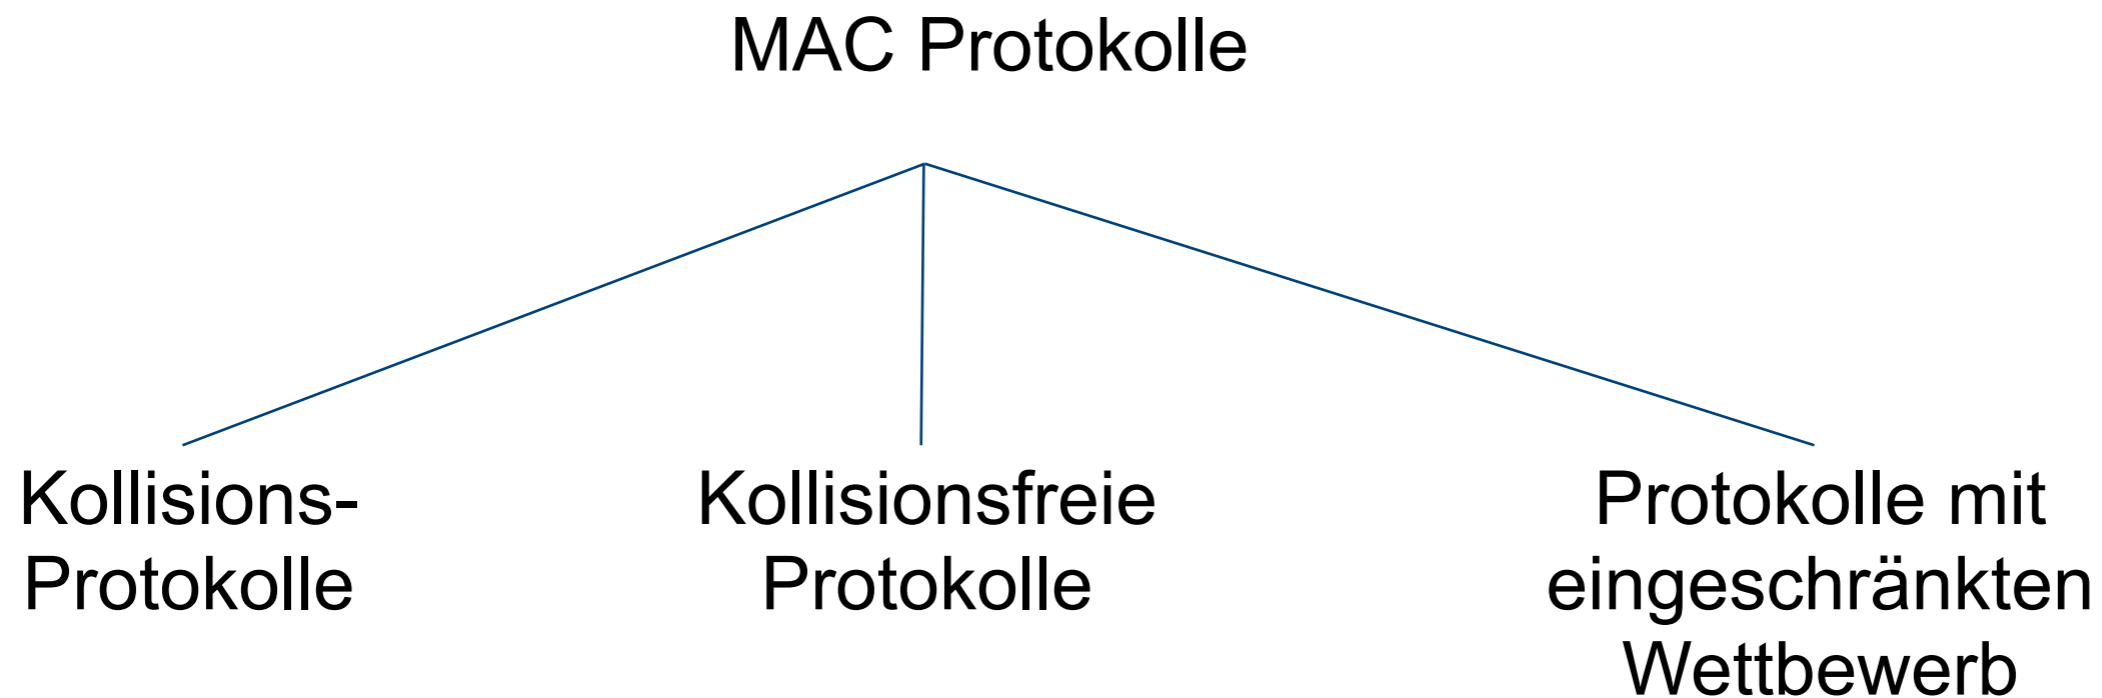 MAC Protokolle
Kollisions-
Protokolle
Kollisionsfreie
Protokolle
Protokolle mit
eingeschränkten
Wettbewerb